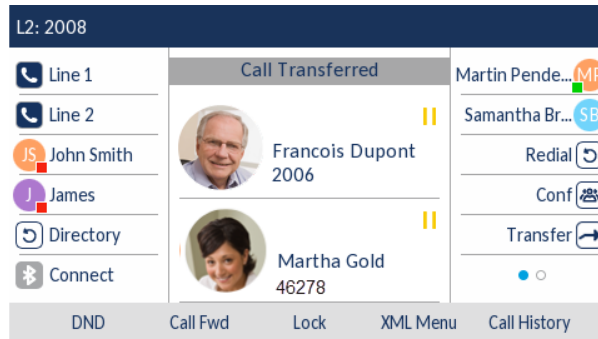 L2: 2008
Line 1
Line 2
JS John Smith
J James
Directory
Connect
Call Transferred
Francois Dupont
2006
Martha Gold
46278
Martin Pende... MP
Samantha Br... SB
Redial
Conf
Transfer
DND Call Fwd Lock XML Menu Call History